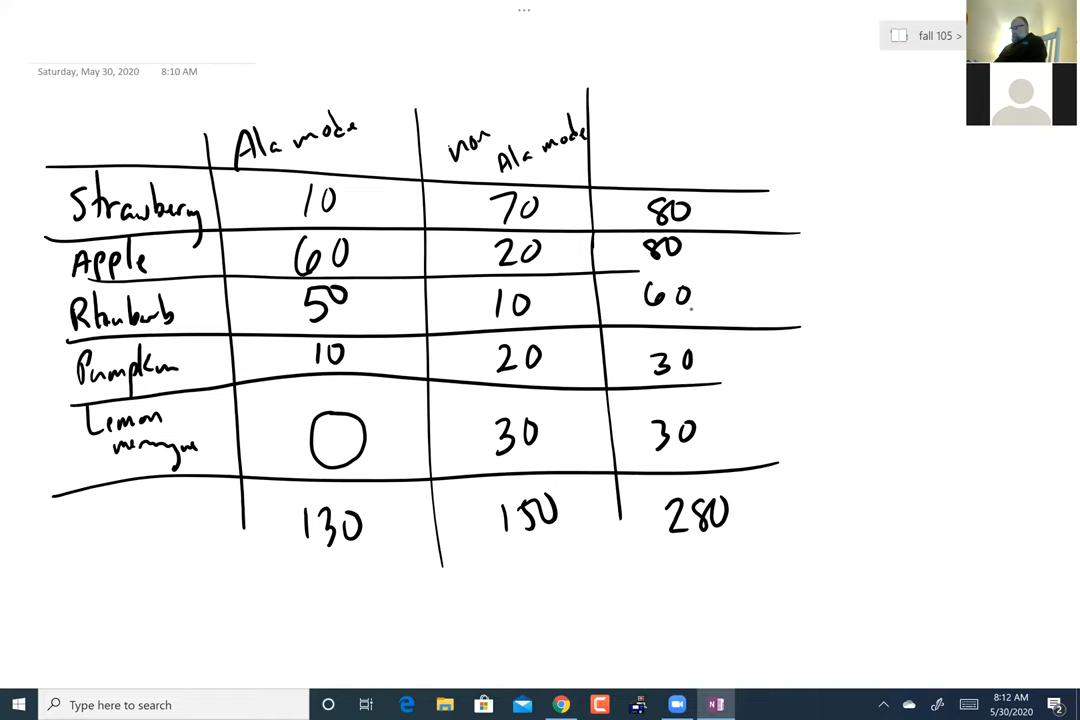 fall 105 >
Saturday, May 30, 2020 8:10 AM
Ala mode non Ala mode
Strawberry 10 70 80
Apple 60 20 80
Rhubarb 50 10 60
Pumpkin 10 20 30
Lemon meringue 0 30 30
130 150 280
Type here to search
8:12 AM
5/30/2020
2